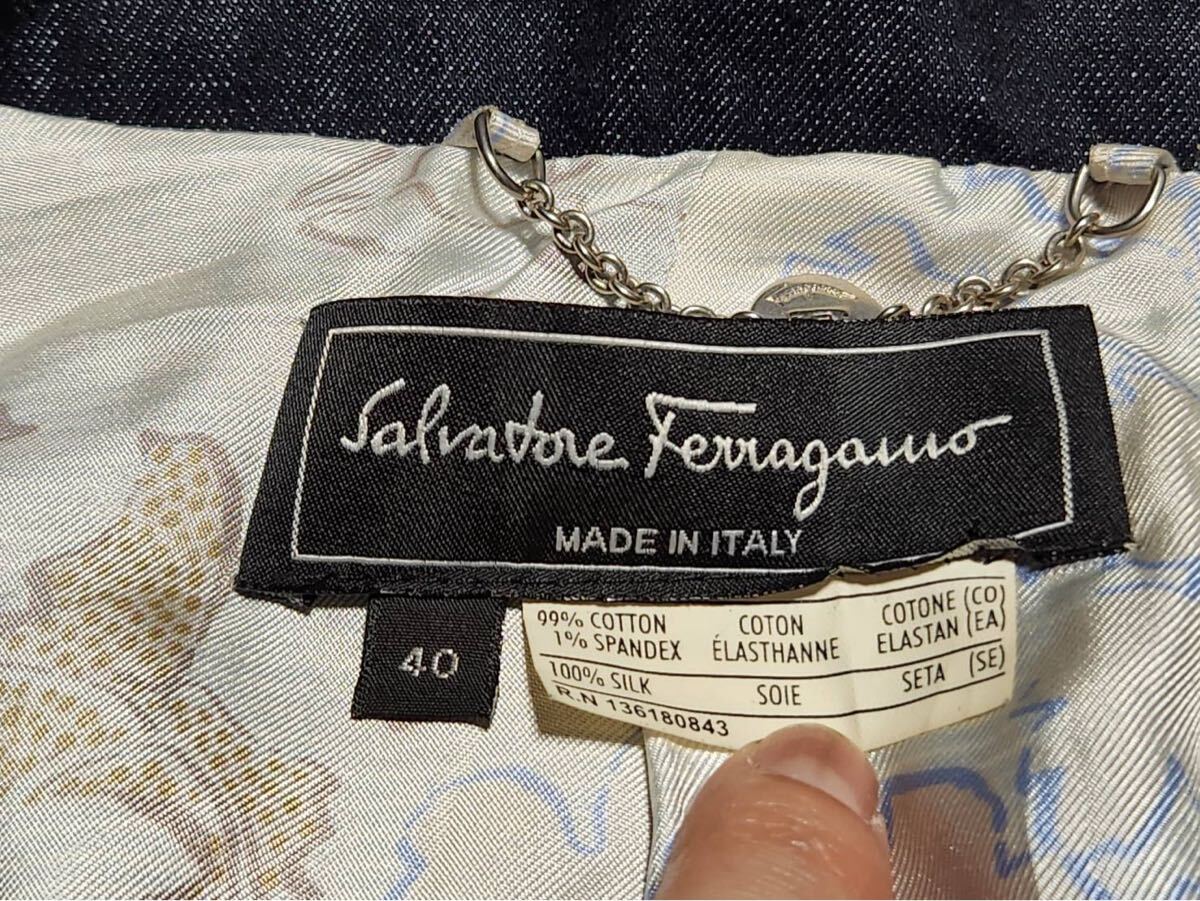 Salvatore Ferragamo
MADE IN ITALY
40
99% COTTON COTON COTONE (CO)
1% SPANDEX ÉLASTHANNE ELASTAN (EA)
100% SILK SOIE SETA (SE)
R.N 136180843